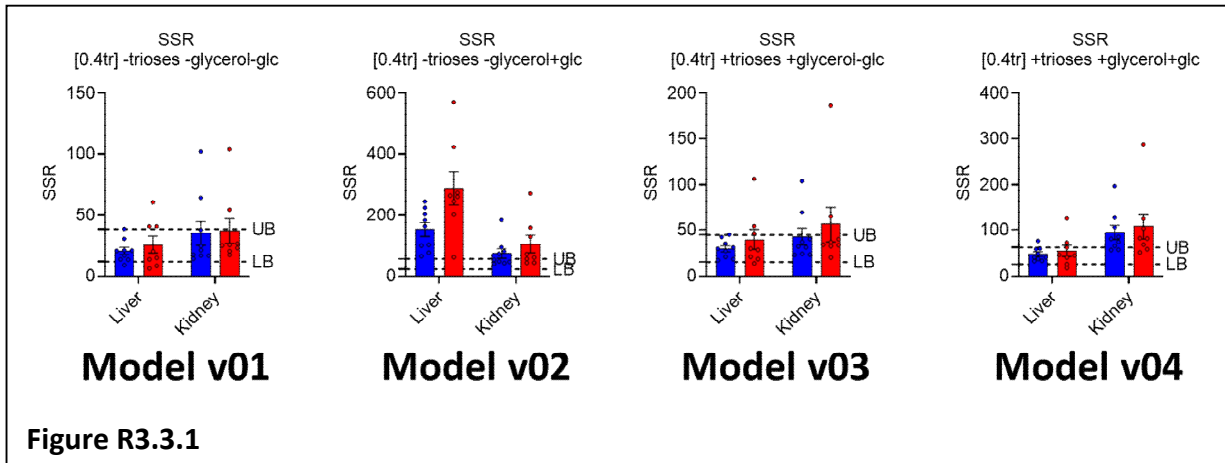 SSR
[0.4tr] -trioses -glycerol-glc
150
100
50
0
SSR
UB
LB
Liver
Kidney
Model v01
SSR
[0.4tr] -trioses -glycerol+glc
600
400
200
0
SSR
UB
LB
Liver
Kidney
Model v02
SSR
[0.4tr] +trioses +glycerol-glc
200
150
100
50
0
SSR
UB
LB
Liver
Kidney
Model v03
SSR
[0.4tr] +trioses +glycerol+glc
400
300
200
100
0
SSR
UB
LB
Liver
Kidney
Model v04
Figure R3.3.1